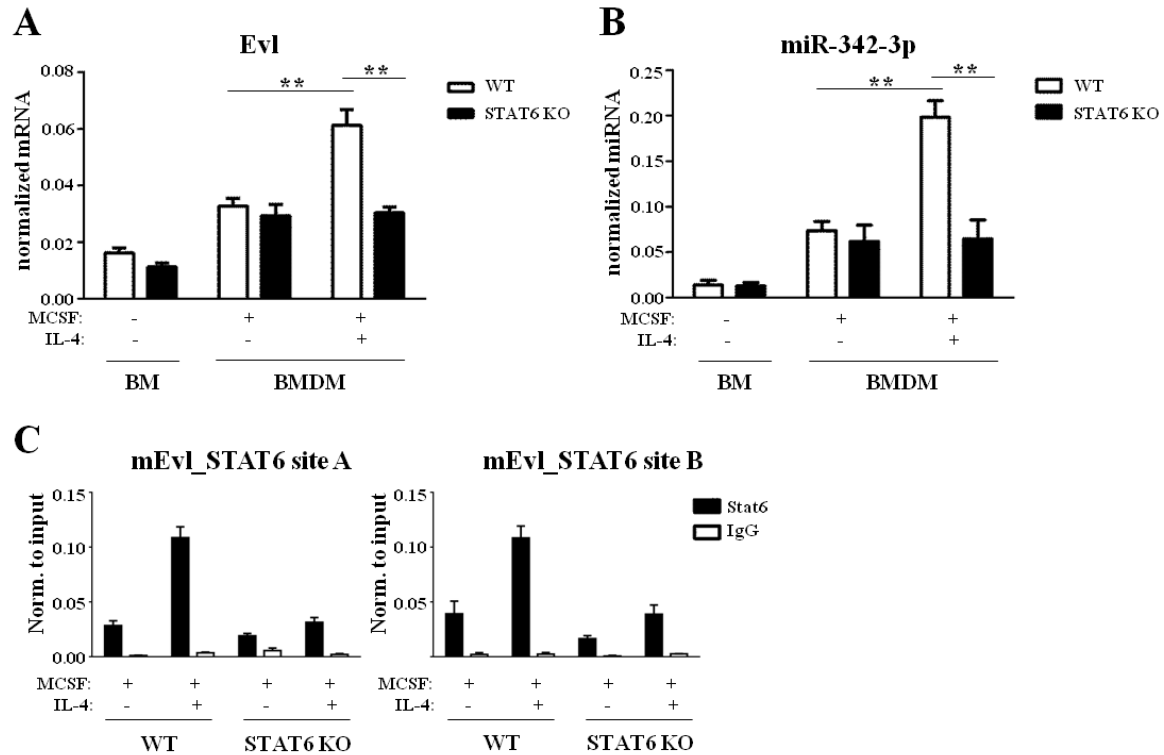 A
Evl
normalized mRNA
0.08
0.06
0.04
0.02
0.00
**
**
WT
STAT6 KO
MCSF: - + +
IL-4: - - +
BM BMDM
B
miR-342-3p
normalized miRNA
0.25
0.20
0.15
0.10
0.05
0.00
**
**
WT
STAT6 KO
MCSF: - + +
IL-4: - - +
BM BMDM
C
mEvl_STAT6 site A
Norm. to input
0.15
0.10
0.05
0.00
MCSF: + + + +
IL-4: - + - +
WT STAT6 KO
mEvl_STAT6 site B
Norm. to input
0.15
0.10
0.05
0.00
Stat6
IgG
MCSF: + + + +
IL-4: - + - +
WT STAT6 KO